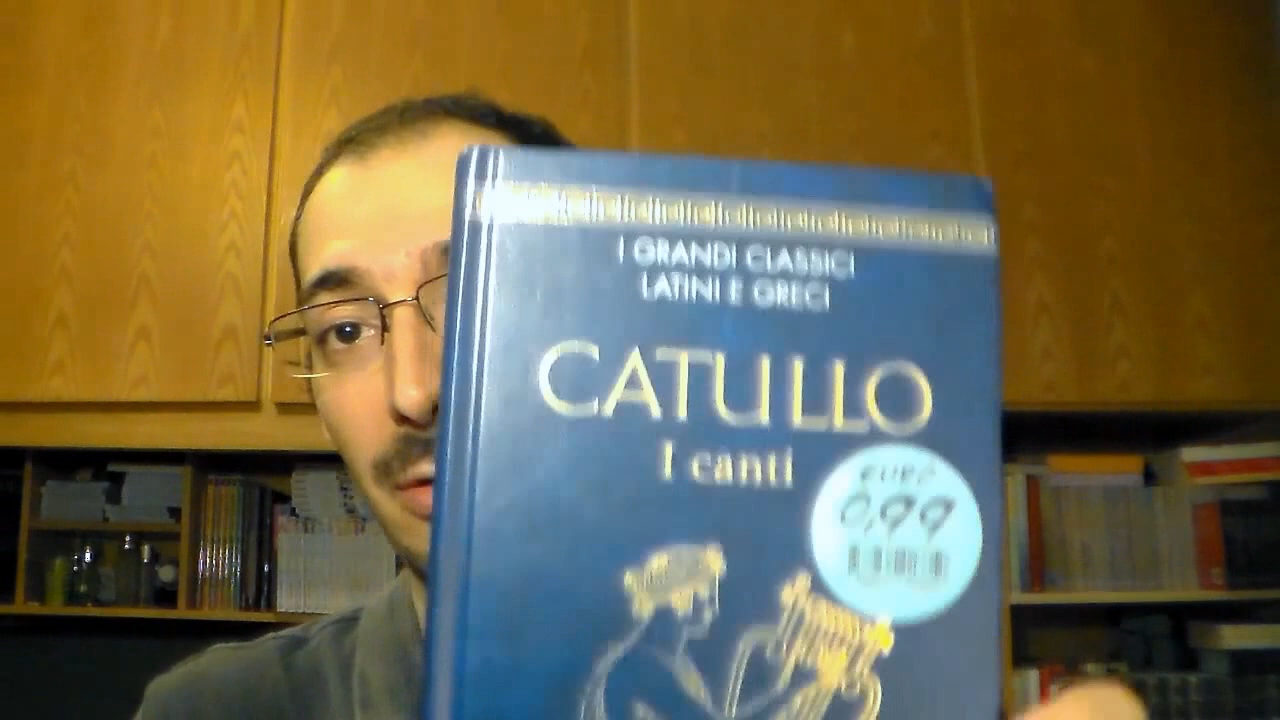 I GRANDI CLASSICI
LATINI E GRECI
CATULLO
I canti
EURO
0,99